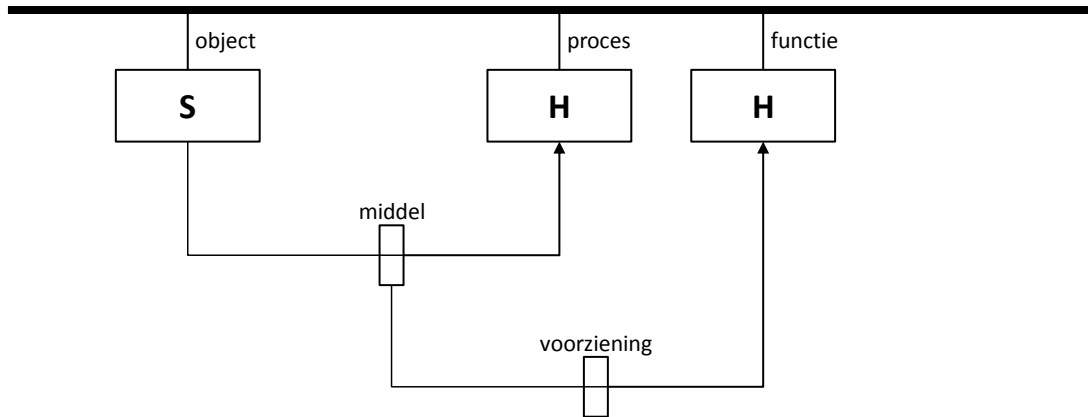 object
proces
functie
S
H
H
middel
voorziening